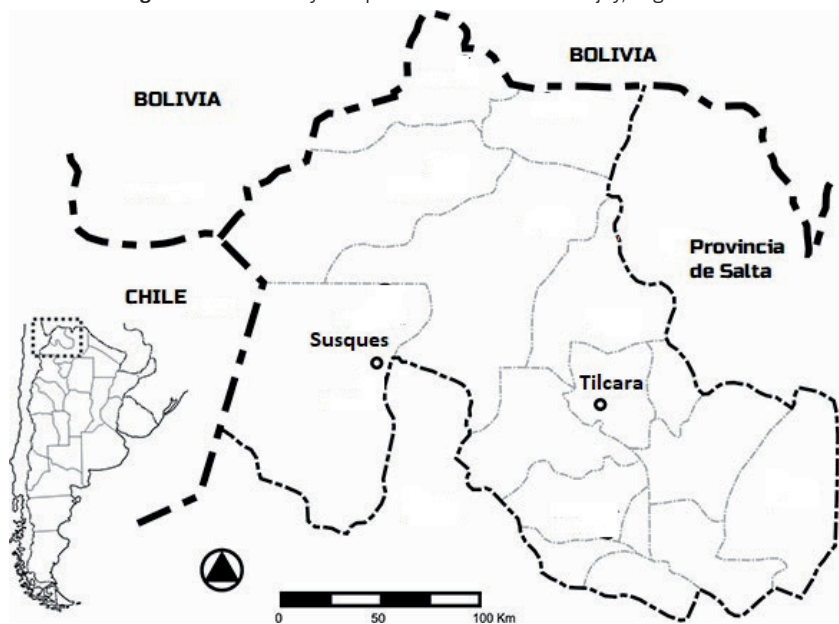 BOLIVIA
BOLIVIA
Provincia
de Salta
CHILE
Susques
Tilcara
0 50 100 Km